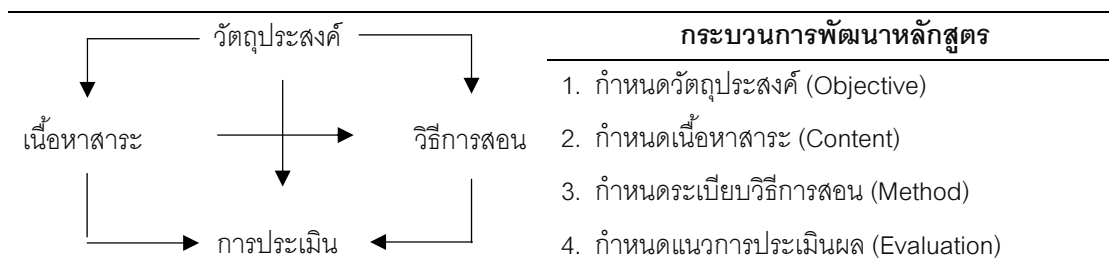 วัตถุประสงค์
เนื้อหาสาระ
วิธีการสอน
การประเมิน
กระบวนการพัฒนาหลักสูตร
1. กำหนดวัตถุประสงค์ (Objective)
2. กำหนดเนื้อหาสาระ (Content)
3. กำหนดระเบียบวิธีการสอน (Method)
4. กำหนดแนวการประเมินผล (Evaluation)